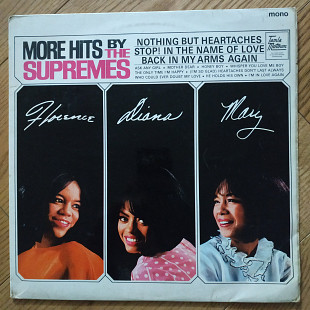 mono
MORE HITS BY THE SUPREMES
NOTHING BUT HEARTACHES
STOP! IN THE NAME OF LOVE
BACK IN MY ARMS AGAIN
ASK ANY GIRL • MOTHER DEAR • HONEY BOY • WHISPER YOU LOVE ME BOY
THE ONLY TIME I'M HAPPY • (I'M SO GLAD) HEARTACHES DON'T LAST ALWAYS
WHO COULD EVER DOUBT MY LOVE • HE HOLDS HIS OWN • I'M IN LOVE AGAIN
Tamla
Motown
Florence
Diana
Mary